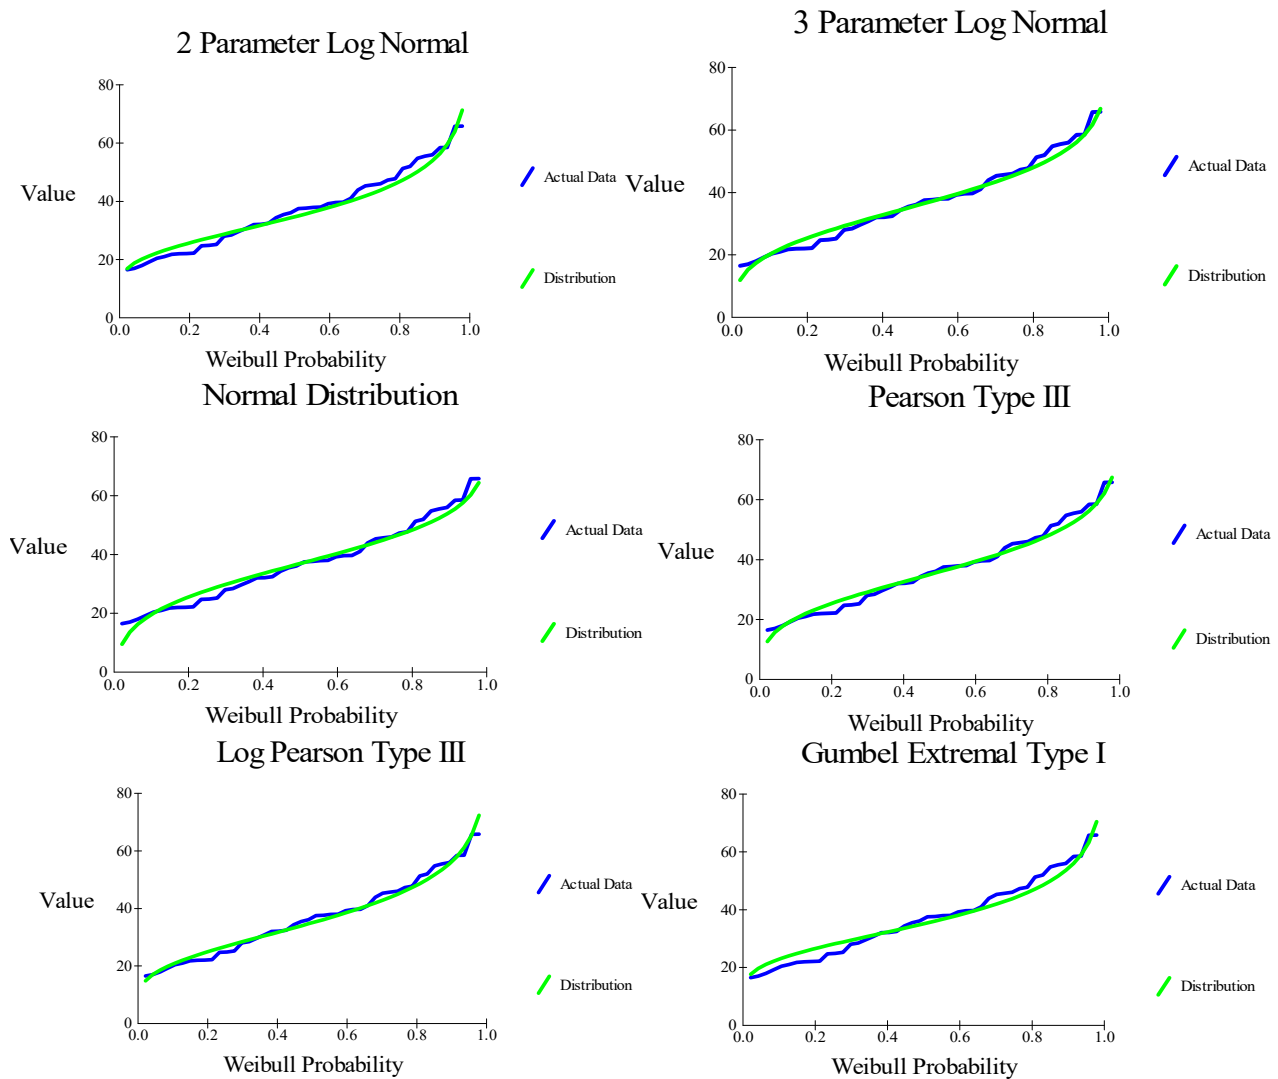 2 Parameter Log Normal
80
60
40
20
0
0.0 0.2 0.4 0.6 0.8 1.0
Value
Weibull Probability
Actual Data
Distribution
3 Parameter Log Normal
80
60
40
20
0
0.0 0.2 0.4 0.6 0.8 1.0
Value
Weibull Probability
Actual Data
Distribution
Normal Distribution
80
60
40
20
0
0.0 0.2 0.4 0.6 0.8 1.0
Value
Weibull Probability
Actual Data
Distribution
Pearson Type III
80
60
40
20
0
0.0 0.2 0.4 0.6 0.8 1.0
Value
Weibull Probability
Actual Data
Distribution
Log Pearson Type III
80
60
40
20
0
0.0 0.2 0.4 0.6 0.8 1.0
Value
Weibull Probability
Actual Data
Distribution
Gumbel Extremal Type I
80
60
40
20
0
0.0 0.2 0.4 0.6 0.8 1.0
Value
Weibull Probability
Actual Data
Distribution